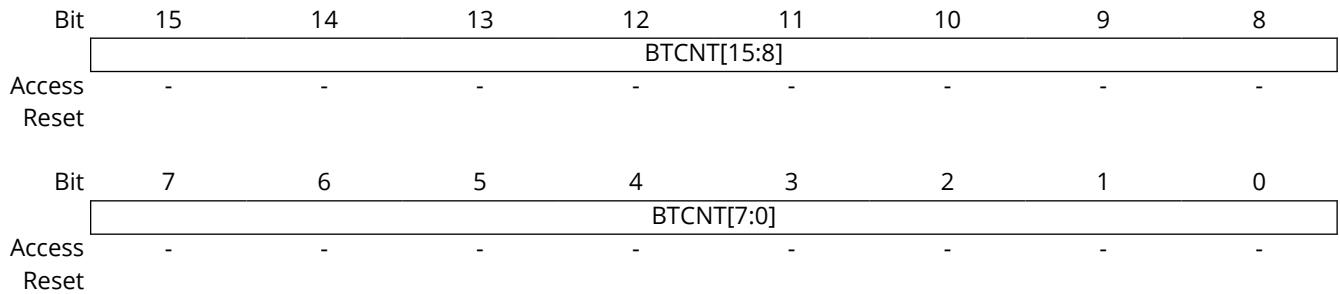 Bit 15 14 13 12 11 10 9 8
BTCNT[15:8]
Access - - - - - - - -
Reset
Bit 7 6 5 4 3 2 1 0
BTCNT[7:0]
Access - - - - - - - -
Reset